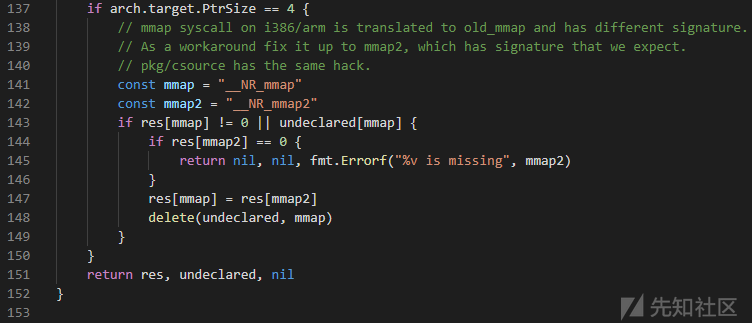 137 if arch.target.PtrSize == 4 {
138 // mmap syscall on i386/arm is translated to old_mmap and has different signature.
139 // As a workaround fix it up to mmap2, which has signature that we expect.
140 // pkg/csource has the same hack.
141 const mmap = "__NR_mmap"
142 const mmap2 = "__NR_mmap2"
143 if res[mmap] != 0 || undeclared[mmap] {
144 if res[mmap2] == 0 {
145 return nil, nil, fmt.Errorf("%v is missing", mmap2)
146 }
147 res[mmap] = res[mmap2]
148 delete(undeclared, mmap)
149 }
150 }
151 return res, undeclared, nil
152 }
153
先知社区